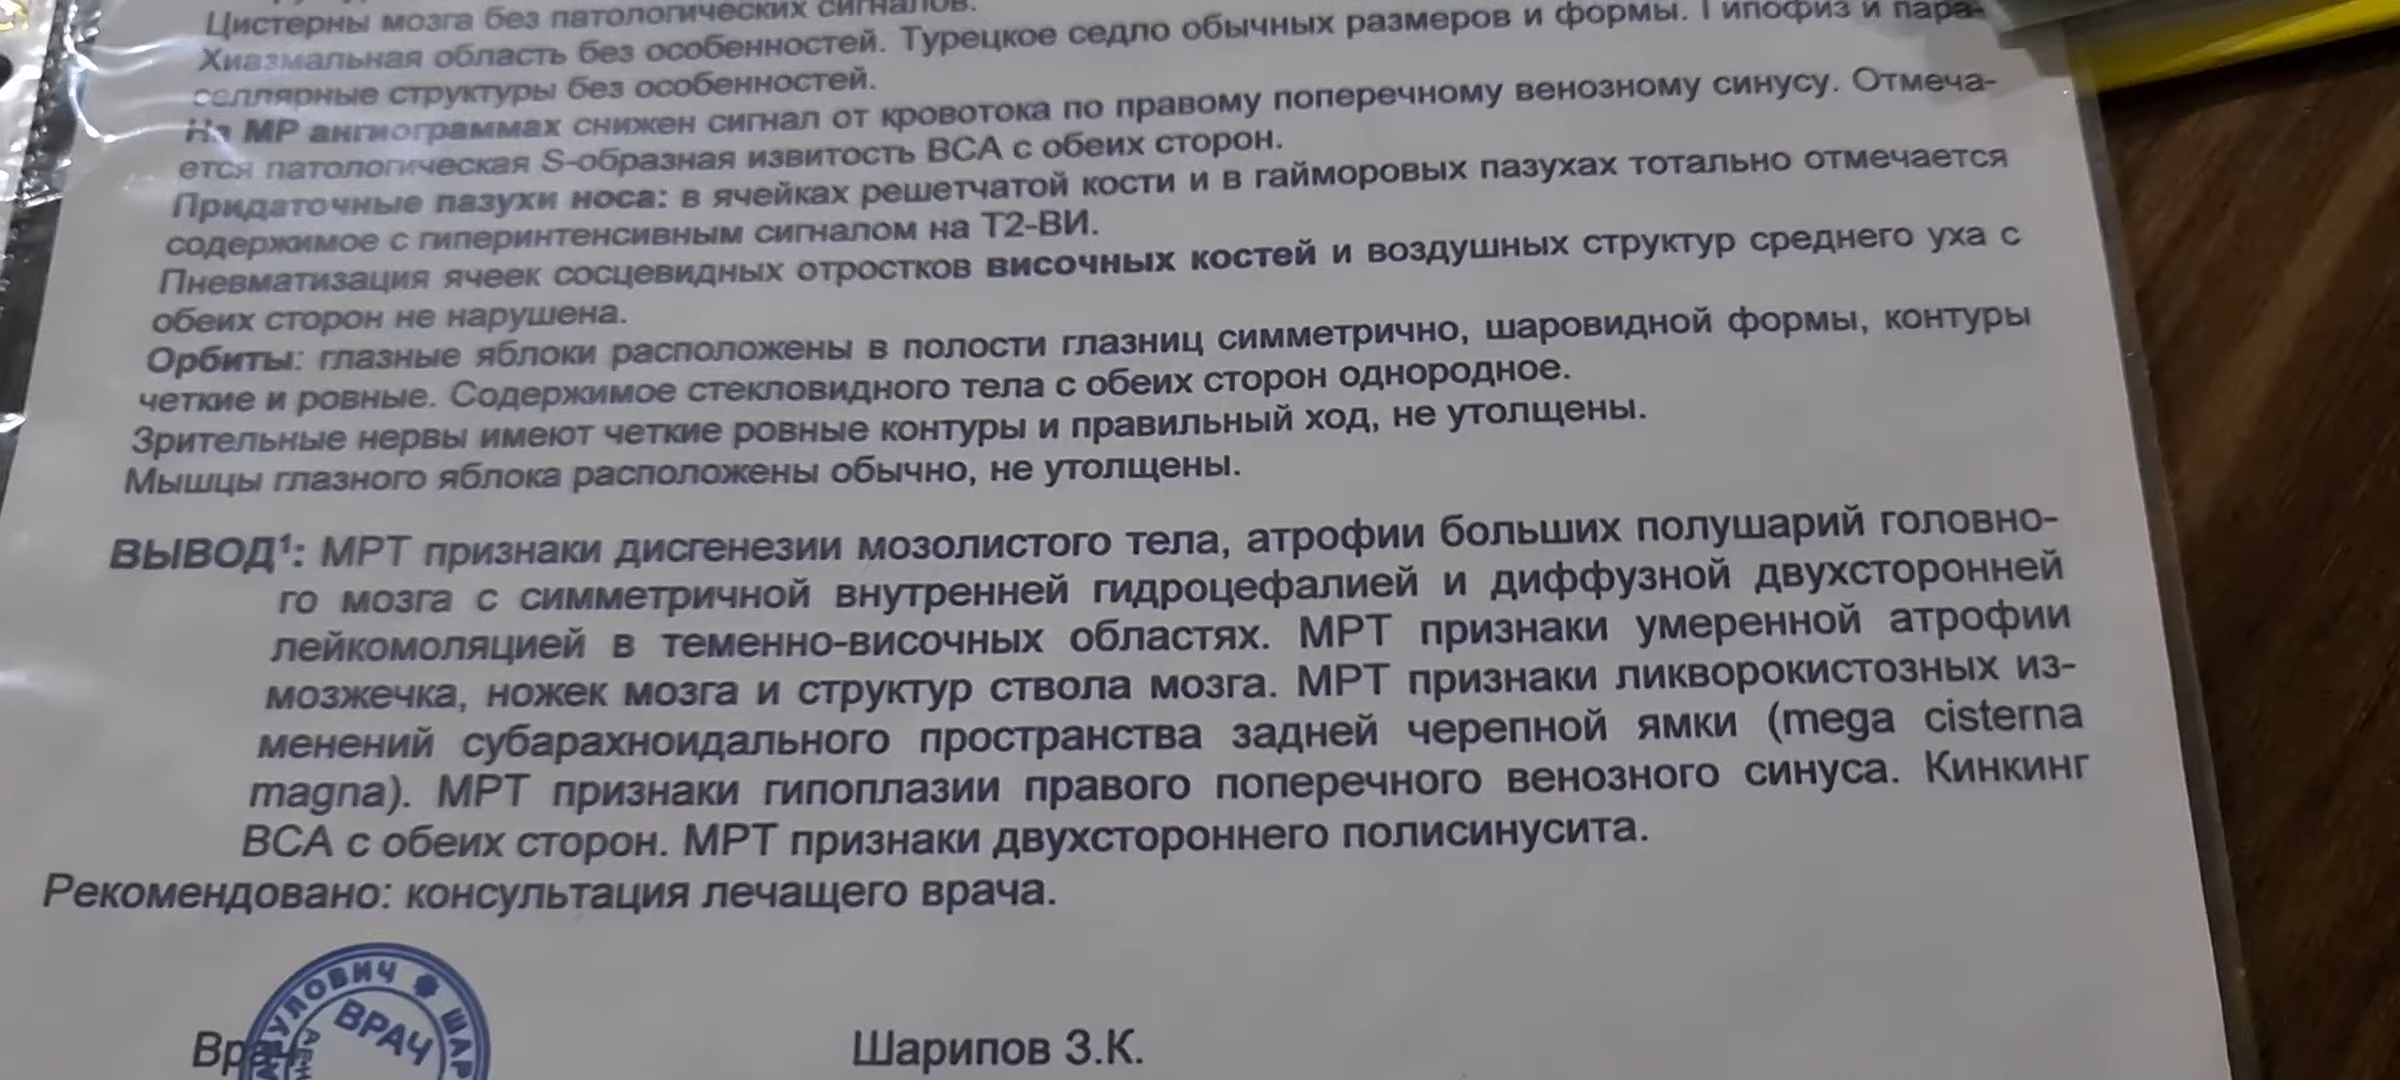 Цистерны мозга без патологических сигналов.
Хиазмальная область без особенностей. Турецкое седло обычных размеров и формы. Гипофиз и пара-
селлярные структуры без особенностей.
На МР ангиограммах снижен сигнал от кровотока по правому поперечному венозному синусу. Отмеча-
ется патологическая S-образная извитость ВСА с обеих сторон.
Придаточные пазухи носа: в ячейках решетчатой кости и в гайморовых пазухах тотально отмечается
содержимое с гиперинтенсивным сигналом на Т2-ВИ.
Пневматизация ячеек сосцевидных отростков височных костей и воздушных структур среднего уха с
обеих сторон не нарушена.
Орбиты: глазные яблоки расположены в полости глазниц симметрично, шаровидной формы, контуры
четкие и ровные. Содержимое стекловидного тела с обеих сторон однородное.
Зрительные нервы имеют четкие ровные контуры и правильный ход, не утолщены.
Мышцы глазного яблока расположены обычно, не утолщены.
ВЫВОД¹: МРТ признаки дисгенезии мозолистого тела, атрофии больших полушарий головно-
го мозга с симметричной внутренней гидроцефалией и диффузной двухсторонней
лейкомоляцией в теменно-височных областях. МРТ признаки умеренной атрофии
мозжечка, ножек мозга и структур ствола мозга. МРТ признаки ликворокистозных из-
менений субарахноидального пространства задней черепной ямки (mega cisterna
magna). МРТ признаки гипоплазии правого поперечного венозного синуса. Кинкинг
ВСА с обеих сторон. МРТ признаки двухстороннего полисинусита.
Рекомендовано: консультация лечащего врача.
Врач Шарипов З.К.
ВРАЧ